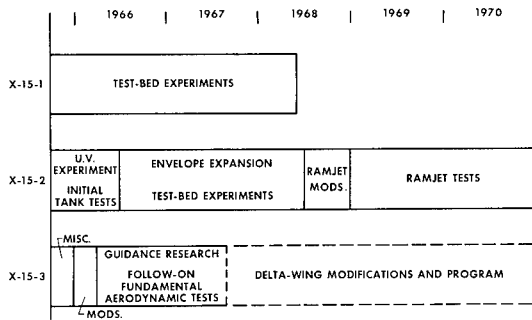 1966 1967 1968 1969 1970
X-15-1
TEST-BED EXPERIMENTS
X-15-2
U.V.
EXPERIMENT
INITIAL
TANK TESTS
ENVELOPE EXPANSION
TEST-BED EXPERIMENTS
RAMJET
MODS.
RAMJET TESTS
X-15-3
MISC.
MODS.
GUIDANCE RESEARCH
FOLLOW-ON
FUNDAMENTAL
AERODYNAMIC TESTS
DELTA-WING MODIFICATIONS AND PROGRAM